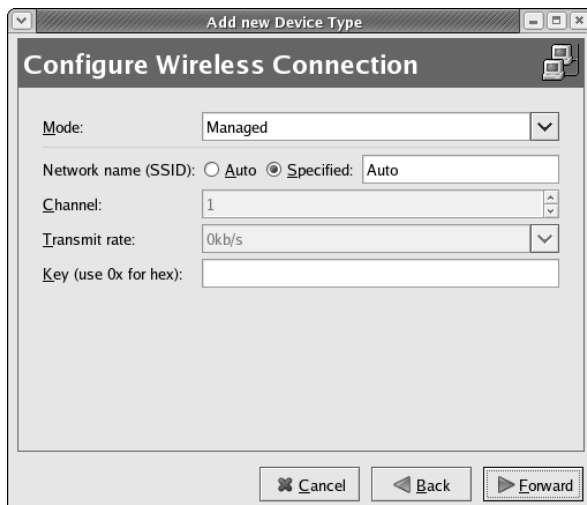 Add new Device Type
Configure Wireless Connection
Mode: Managed
Network name (SSID): Auto Specified: Auto
Channel: 1
Transmit rate: 0kb/s
Key (use 0x for hex):
Cancel Back Forward